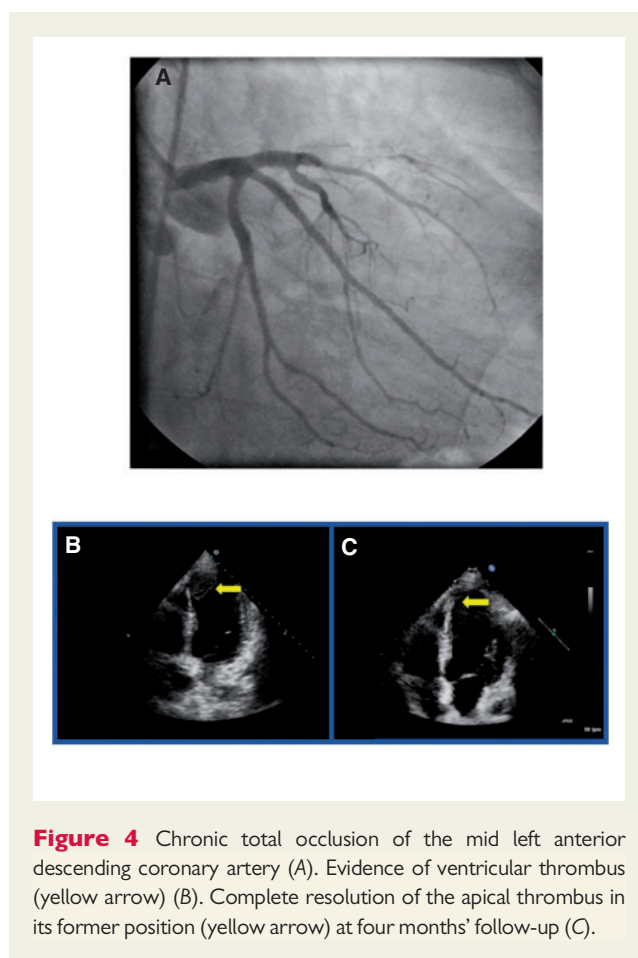 A
B
C
Figure 4 Chronic total occlusion of the mid left anterior
descending coronary artery (A). Evidence of ventricular thrombus
(yellow arrow) (B). Complete resolution of the apical thrombus in
its former position (yellow arrow) at four months’ follow-up (C).